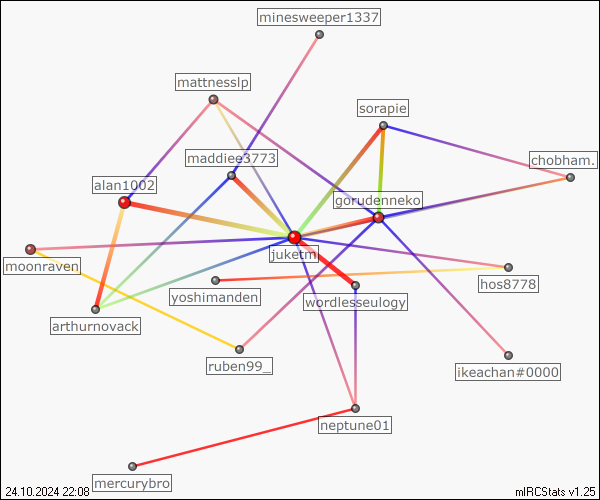 minesweeper1337
mattnesslp
sorapie
maddiee3773
chobham.
alan1002
gorudenneko
juketm
moonraven
hos8778
yoshimanden
wordlesseulogy
arthurnovack
ruben99_
ikeachan#0000
neptune01
mercurybro
24.10.2024 22:08
mIRCStats v1.25